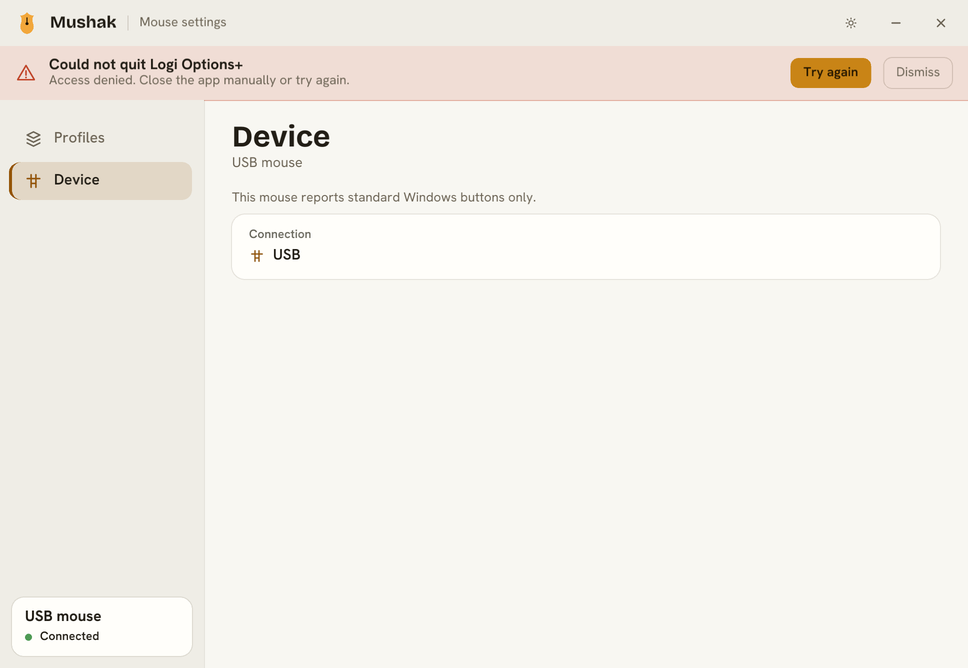 Mushak
Mouse settings
Could not quit Logi Options+
Access denied. Close the app manually or try again.
Try again
Dismiss
Profiles
Device
Device
USB mouse
This mouse reports standard Windows buttons only.
Connection
USB
USB mouse
Connected